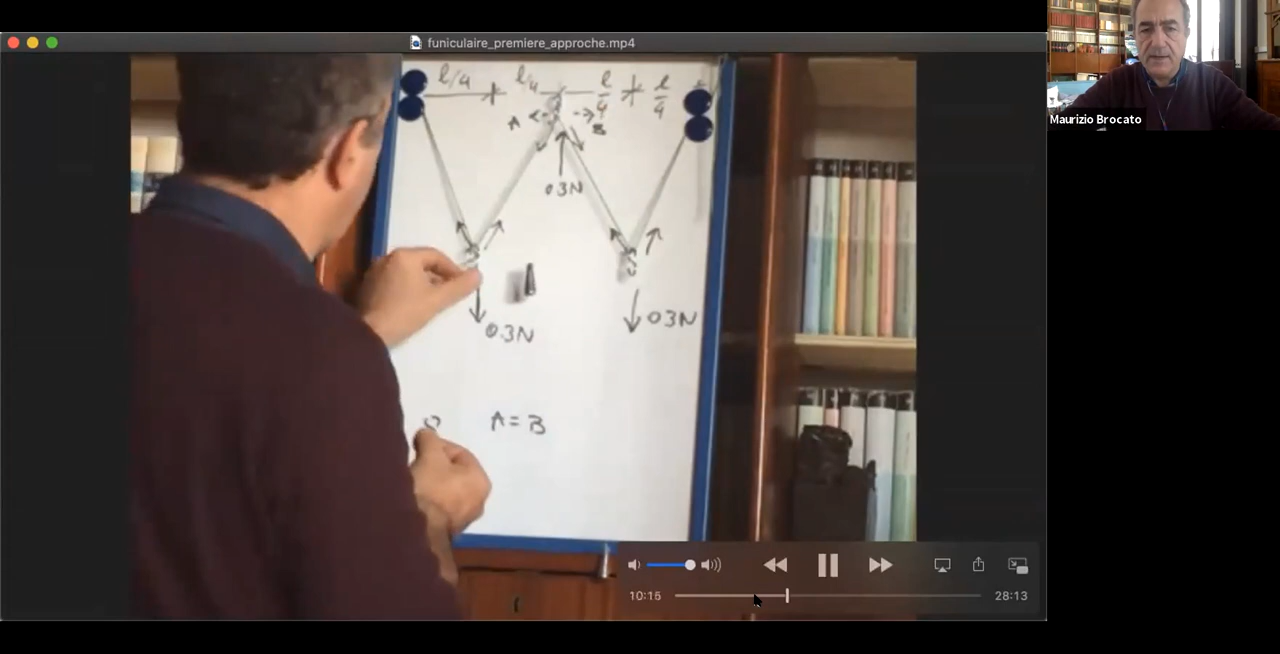 funiculaire_premiere_approche.mp4
Maurizio Brocato
l/4 l/4 l/4 l/4
A B
0.3N
0.3N 0.3N
A = B
10:15 28:13